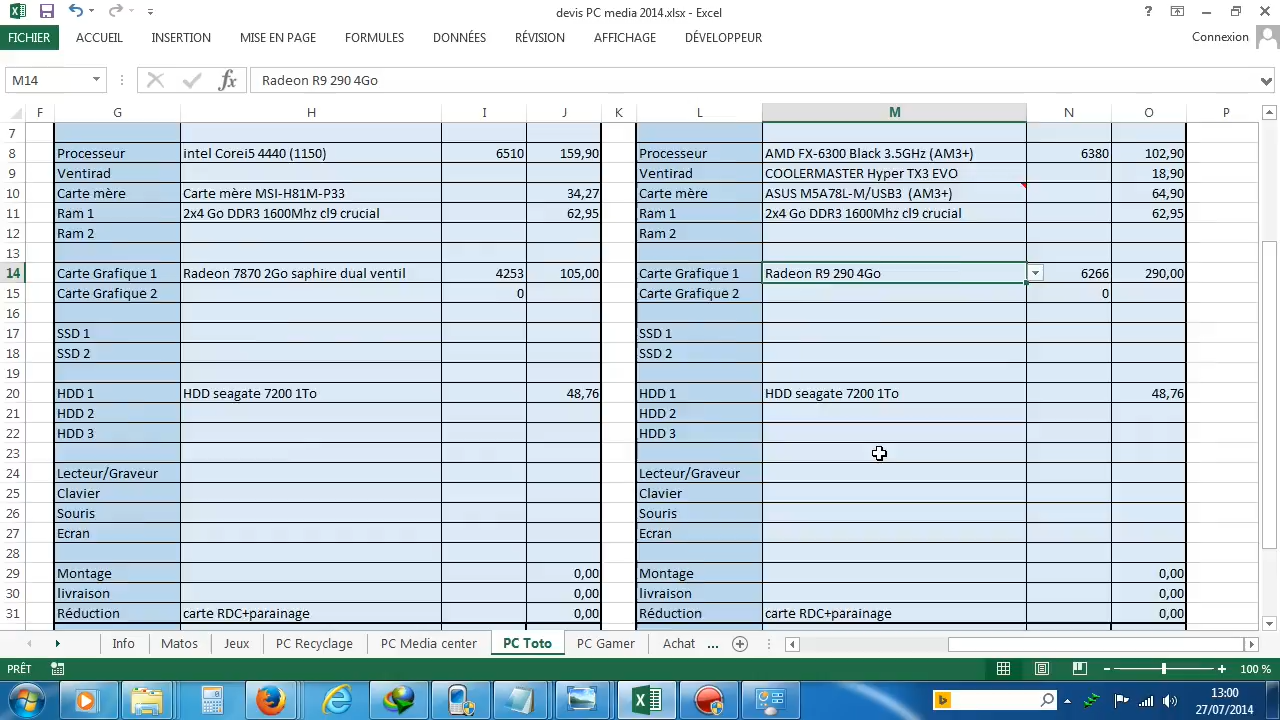 devis PC media 2014.xlsx - Excel
FICHIER ACCUEIL INSERTION MISE EN PAGE FORMULES DONNÉES RÉVISION AFFICHAGE DÉVELOPPEUR Connexion
M14 fx Radeon R9 290 4Go
F G H I J K L M N O P
7
8 Processeur intel Corei5 4440 (1150) 6510 159,90 Processeur AMD FX-6300 Black 3.5GHz (AM3+) 6380 102,90
9 Ventirad Ventirad COOLERMASTER Hyper TX3 EVO 18,90
10 Carte mère Carte mère MSI-H81M-P33 34,27 Carte mère ASUS M5A78L-M/USB3 (AM3+) 64,90
11 Ram 1 2x4 Go DDR3 1600Mhz cl9 crucial 62,95 Ram 1 2x4 Go DDR3 1600Mhz cl9 crucial 62,95
12 Ram 2 Ram 2
13
14 Carte Grafique 1 Radeon 7870 2Go saphire dual ventil 4253 105,00 Carte Grafique 1 Radeon R9 290 4Go 6266 290,00
15 Carte Grafique 2 0 Carte Grafique 2 0
16
17 SSD 1 SSD 1
18 SSD 2 SSD 2
19
20 HDD 1 HDD seagate 7200 1To 48,76 HDD 1 HDD seagate 7200 1To 48,76
21 HDD 2 HDD 2
22 HDD 3 HDD 3
23
24 Lecteur/Graveur Lecteur/Graveur
25 Clavier Clavier
26 Souris Souris
27 Ecran Ecran
28
29 Montage 0,00 Montage 0,00
30 livraison 0,00 livraison 0,00
31 Réduction carte RDC+parainage 0,00 Réduction carte RDC+parainage 0,00
Info Matos Jeux PC Recyclage PC Media center PC Toto PC Gamer Achat ...
PRÊT 100 %
13:00
27/07/2014